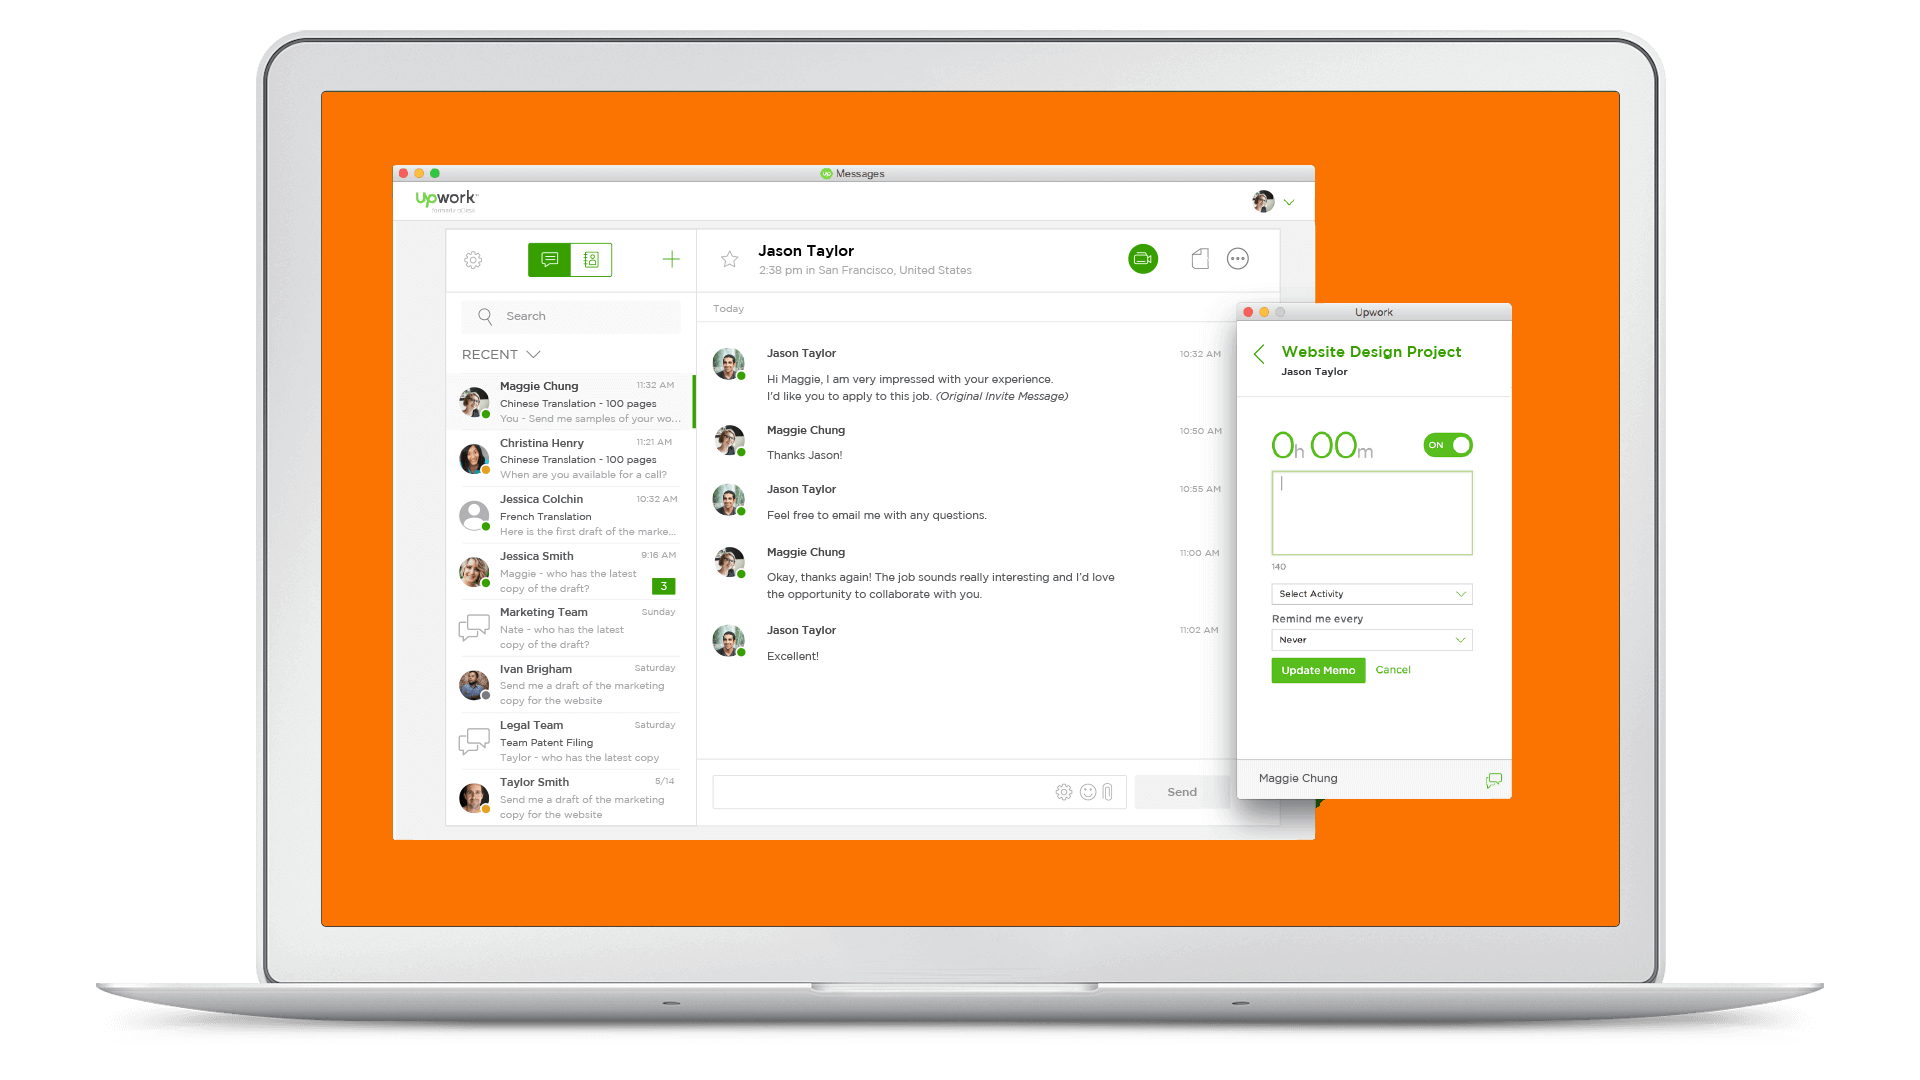 Messages
Upwork
formerly oDesk
Jason Taylor
2:38 pm in San Francisco, United States
Search
RECENT
Maggie Chung 11:32 AM
Chinese Translation - 100 pages
You - Send me samples of your wo...
Christina Henry 11:21 AM
Chinese Translation - 100 pages
When are you available for a call?
Jessica Colchin 10:32 AM
French Translation
Here is the first draft of the marke...
Jessica Smith 9:16 AM
Maggie - who has the latest
copy of the draft? 3
Marketing Team Sunday
Nate - who has the latest
copy of the draft?
Ivan Brigham Saturday
Send me a draft of the marketing
copy for the website
Legal Team Saturday
Team Patent Filing
Taylor - who has the latest copy
Taylor Smith 5/14
Send me a draft of the marketing
copy for the website
Today
Jason Taylor 10:32 AM
Hi Maggie, I am very impressed with your experience.
I'd like you to apply to this job. (Original Invite Message)
Maggie Chung 10:50 AM
Thanks Jason!
Jason Taylor 10:55 AM
Feel free to email me with any questions.
Maggie Chung 11:00 AM
Okay, thanks again! The job sounds really interesting and I'd love
the opportunity to collaborate with you.
Jason Taylor 11:02 AM
Excellent!
Send
Upwork
Website Design Project
Jason Taylor
0h 00m ON
140
Select Activity
Remind me every
Never
Update Memo Cancel
Maggie Chung